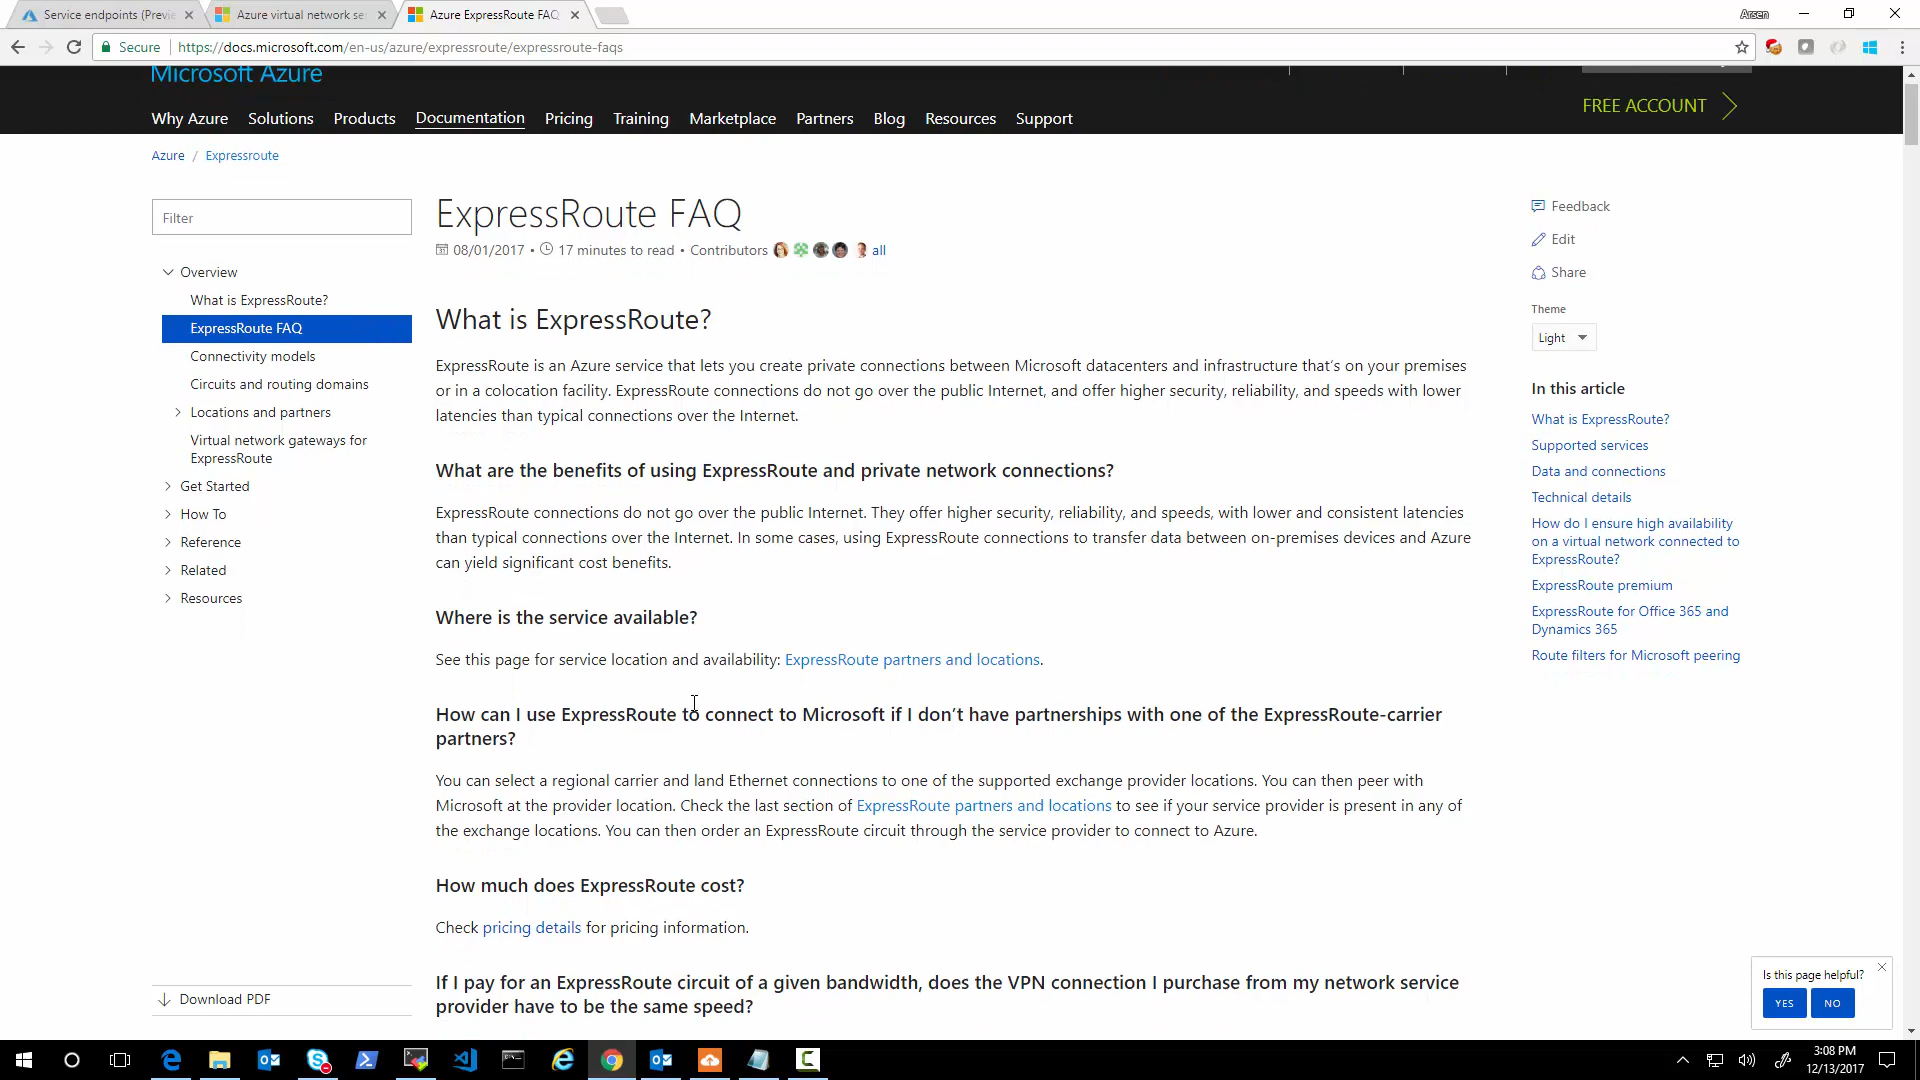 Service endpoints (Previe
Azure virtual network se
Azure ExpressRoute FAQ
Arsen
Secure
https://docs.microsoft.com/en-us/azure/expressroute/expressroute-faqs
Microsoft Azure
FREE ACCOUNT
Why Azure Solutions Products Documentation Pricing Training Marketplace Partners Blog Resources Support
Azure / Expressroute
Filter
Overview
What is ExpressRoute?
ExpressRoute FAQ
Connectivity models
Circuits and routing domains
Locations and partners
Virtual network gateways for
ExpressRoute
Get Started
How To
Reference
Related
Resources
Download PDF
ExpressRoute FAQ
08/01/2017 • 17 minutes to read • Contributors all
What is ExpressRoute?
ExpressRoute is an Azure service that lets you create private connections between Microsoft datacenters and infrastructure that's on your premises
or in a colocation facility. ExpressRoute connections do not go over the public Internet, and offer higher security, reliability, and speeds with lower
latencies than typical connections over the Internet.
What are the benefits of using ExpressRoute and private network connections?
ExpressRoute connections do not go over the public Internet. They offer higher security, reliability, and speeds, with lower and consistent latencies
than typical connections over the Internet. In some cases, using ExpressRoute connections to transfer data between on-premises devices and Azure
can yield significant cost benefits.
Where is the service available?
See this page for service location and availability: ExpressRoute partners and locations.
How can I use ExpressRoute to connect to Microsoft if I don't have partnerships with one of the ExpressRoute-carrier
partners?
You can select a regional carrier and land Ethernet connections to one of the supported exchange provider locations. You can then peer with
Microsoft at the provider location. Check the last section of ExpressRoute partners and locations to see if your service provider is present in any of
the exchange locations. You can then order an ExpressRoute circuit through the service provider to connect to Azure.
How much does ExpressRoute cost?
Check pricing details for pricing information.
If I pay for an ExpressRoute circuit of a given bandwidth, does the VPN connection I purchase from my network service
provider have to be the same speed?
Feedback
Edit
Share
Theme
Light
In this article
What is ExpressRoute?
Supported services
Data and connections
Technical details
How do I ensure high availability
on a virtual network connected to
ExpressRoute?
ExpressRoute premium
ExpressRoute for Office 365 and
Dynamics 365
Route filters for Microsoft peering
Is this page helpful?
YES NO
3:08 PM
12/13/2017